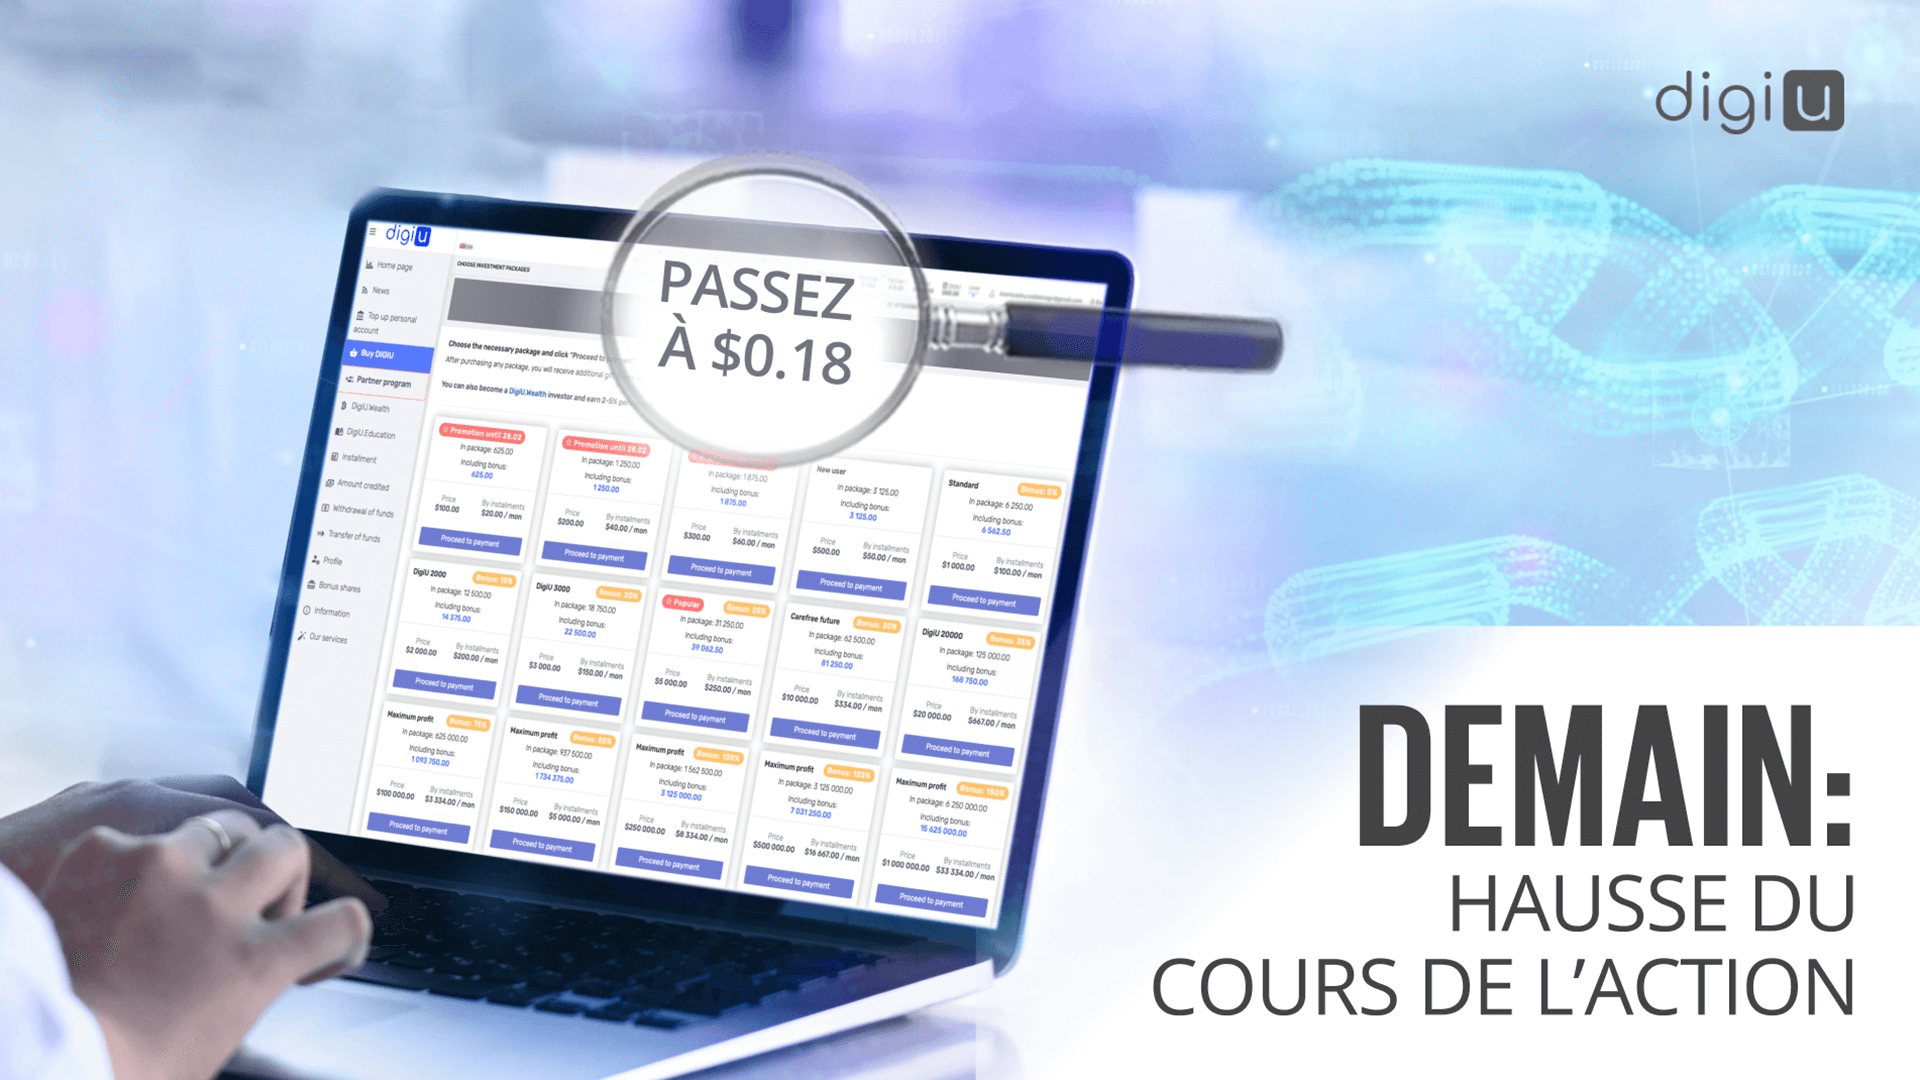 digiU
digiU
EN
Home page
News
Top up personal
account
Buy DIGIU
Partner program
DigiU.Wealth
DigiU.Education
Installment
Amount credited
Withdrawal of funds
Transfer of funds
Profile
Bonus shares
Information
Our services
CHOOSE INVESTMENT PACKAGES
PASSEZ
À $0.18
Choose the necessary package and click "Proceed to
After purchasing any package, you will receive additional
You can also become a DigiU.Wealth investor and earn 2-5% per
Promotion until 28.02
In package: 625.00
Including bonus:
625.00
Price By installments
$100.00 $20.00 / mon
Proceed to payment
Promotion until 28.02
In package: 1 250.00
Including bonus:
1 250.00
Price By installments
$200.00 $40.00 / mon
Proceed to payment
In package: 1 875.00
Including bonus:
1 875.00
Price By installments
$300.00 $60.00 / mon
Proceed to payment
New user
In package: 3 125.00
Including bonus:
3 125.00
Price By installments
$500.00 $50.00 / mon
Proceed to payment
Standard Bonus: 5%
In package: 6 250.00
Including bonus:
6 562.50
Price By installments
$1 000.00 $100.00 / mon
Proceed to payment
DigiU 2000 Bonus: 15%
In package: 12 500.00
Including bonus:
14 375.00
Price By installments
$2 000.00 $200.00 / mon
Proceed to payment
DigiU 3000 Bonus: 20%
In package: 18 750.00
Including bonus:
22 500.00
Price By installments
$3 000.00 $150.00 / mon
Proceed to payment
Popular Bonus: 25%
In package: 31 250.00
Including bonus:
39 062.50
Price By installments
$5 000.00 $250.00 / mon
Proceed to payment
Carefree future Bonus: 30%
In package: 62 500.00
Including bonus:
81 250.00
Price By installments
$10 000.00 $334.00 / mon
Proceed to payment
DigiU 20000 Bonus: 35%
In package: 125 000.00
Including bonus:
168 750.00
Price By installments
$20 000.00 $667.00 / mon
Proceed to payment
Maximum profit Bonus: 75%
In package: 625 000.00
Including bonus:
1 093 750.00
Price By installments
$100 000.00 $3 334.00 / mon
Proceed to payment
Maximum profit Bonus: 85%
In package: 937 500.00
Including bonus:
1 734 375.00
Price By installments
$150 000.00 $5 000.00 / mon
Proceed to payment
Maximum profit Bonus: 100%
In package: 1 562 500.00
Including bonus:
3 125 000.00
Price By installments
$250 000.00 $8 334.00 / mon
Proceed to payment
Maximum profit Bonus: 125%
In package: 3 125 000.00
Including bonus:
7 031 250.00
Price By installments
$500 000.00 $16 667.00 / mon
Proceed to payment
Maximum profit Bonus: 150%
In package: 6 250 000.00
Including bonus:
15 625 000.00
Price By installments
$1 000 000.00 $33 334.00 / mon
Proceed to payment
DEMAIN:
HAUSSE DU
COURS DE L’ACTION